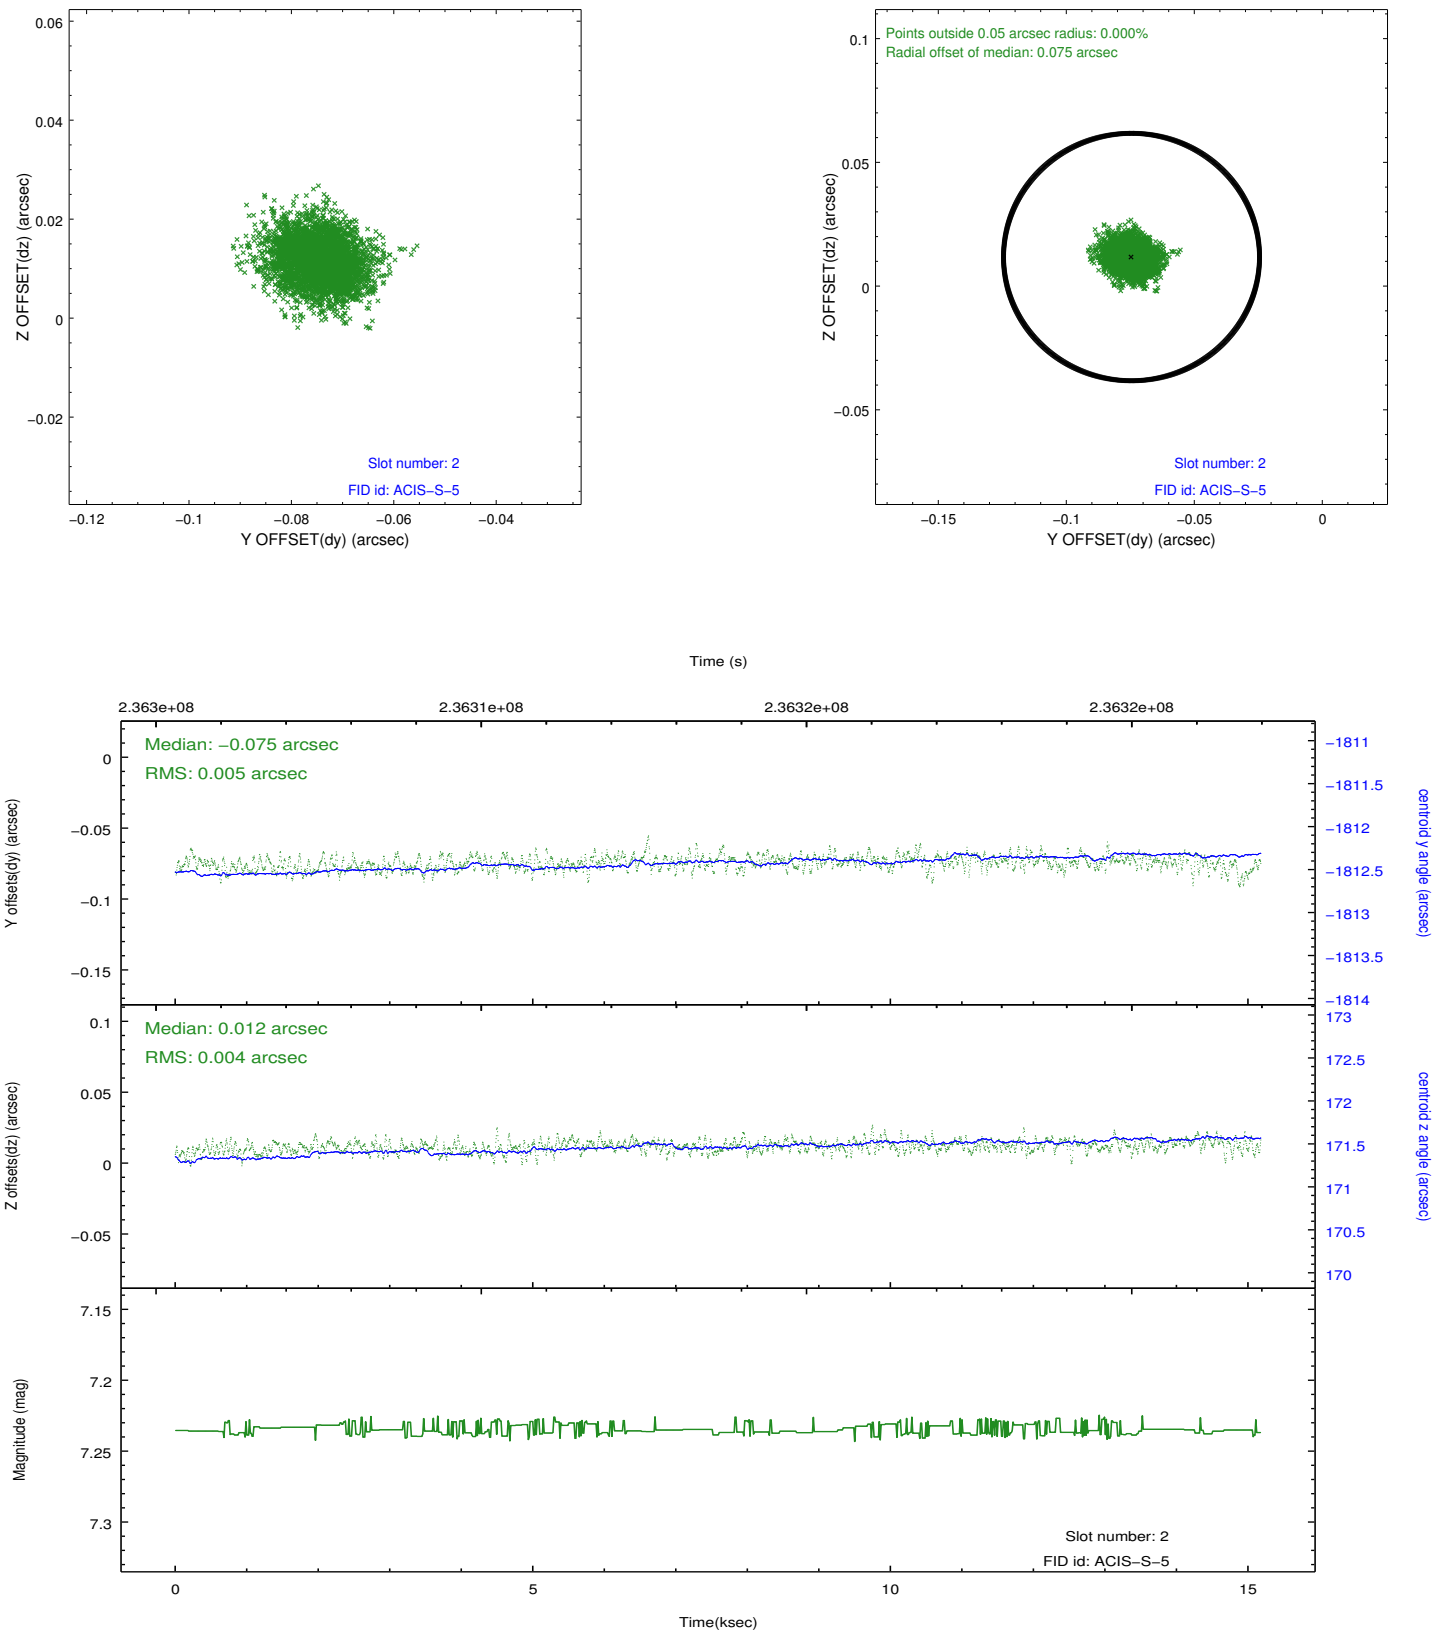 0.06
0.04
0.02
0
−0.02
Z OFFSET(dz) (arcsec)
Slot number: 2
FID id: ACIS−S−5
−0.12
−0.1
−0.08
−0.06
−0.04
Y OFFSET(dy) (arcsec)
Points outside 0.05 arcsec radius: 0.000%
Radial offset of median: 0.075 arcsec
0.1
0.05
0
−0.05
Z OFFSET(dz) (arcsec)
Slot number: 2
FID id: ACIS−S−5
−0.15
−0.1
−0.05
0
Y OFFSET(dy) (arcsec)
Time (s)
2.363e+08
2.3631e+08
2.3632e+08
2.3632e+08
Median: −0.075 arcsec
RMS: 0.005 arcsec
0
−0.05
−0.1
−0.15
Y offsets(dy) (arcsec)
−1811
−1811.5
−1812
−1812.5
−1813
−1813.5
−1814
centroid y angle (arcsec)
Median: 0.012 arcsec
RMS: 0.004 arcsec
0.1
0.05
0
−0.05
Z offsets(dz) (arcsec)
173
172.5
172
171.5
171
170.5
170
centroid z angle (arcsec)
7.15
7.2
7.25
7.3
Magnitude (mag)
Slot number: 2
FID id: ACIS−S−5
0
5
10
15
Time(ksec)